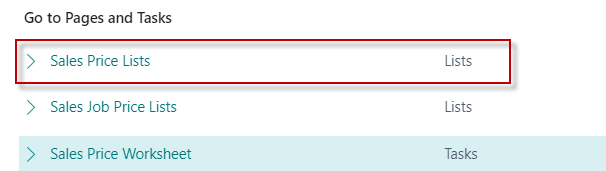 Go to Pages and Tasks
Sales Price Lists Lists
Sales Job Price Lists Lists
Sales Price Worksheet Tasks